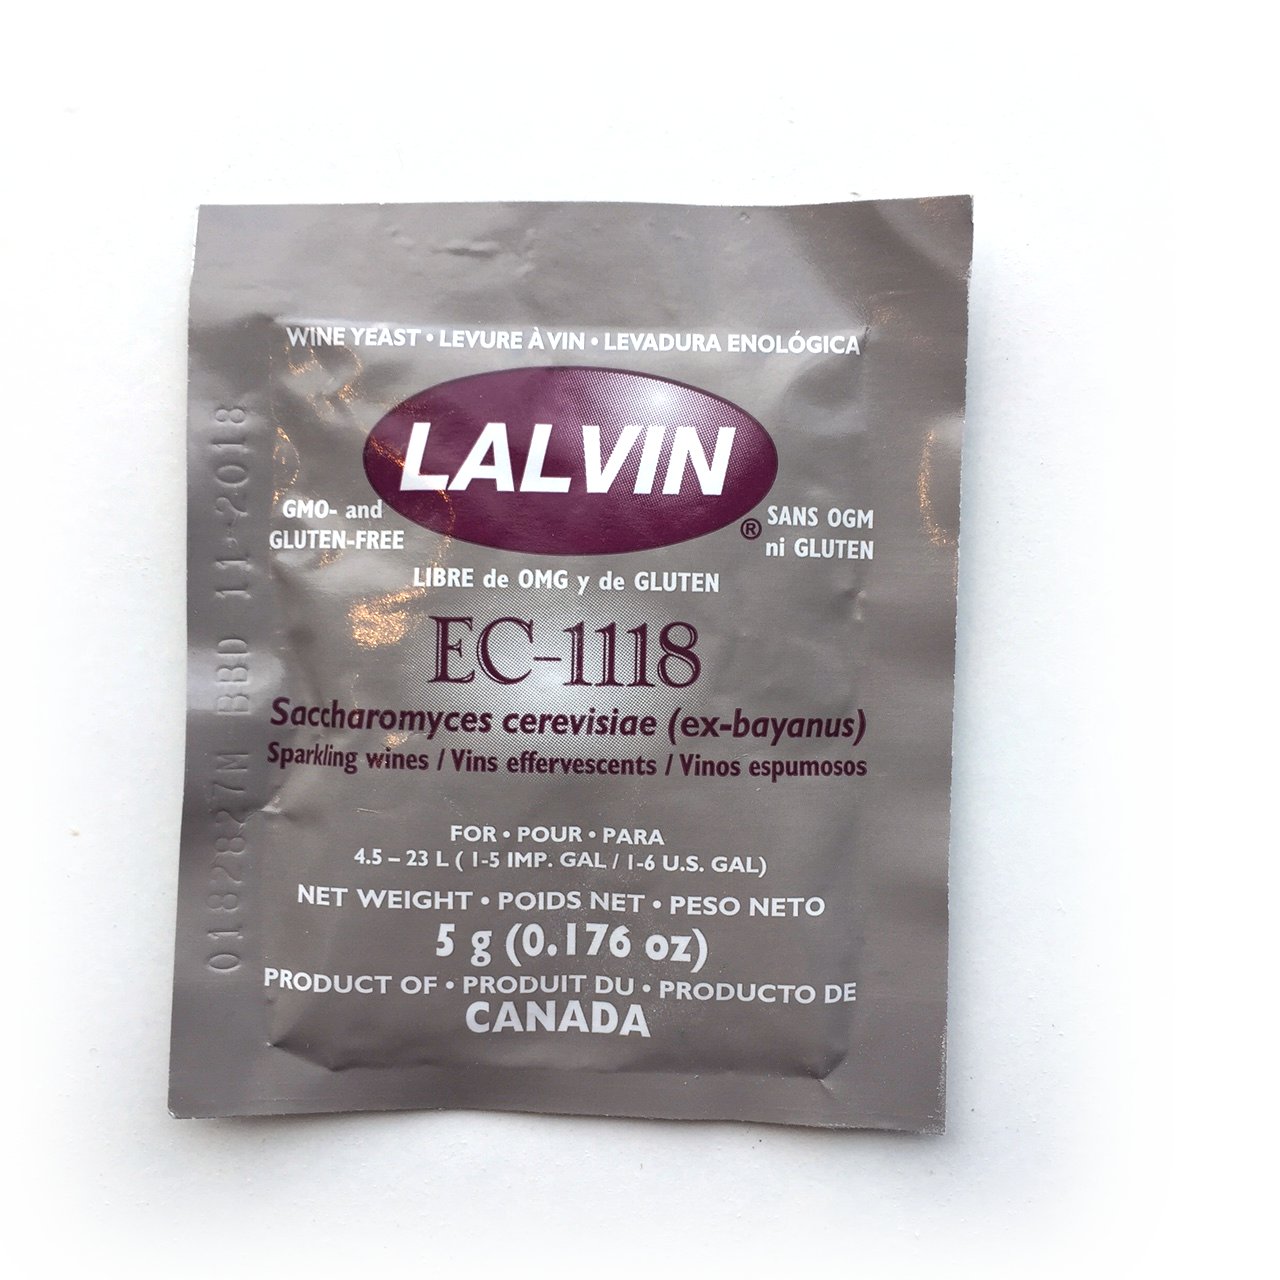 WINE YEAST • LEVURE À VIN • LEVADURA ENOLÓGICA
LALVIN®
GMO- and
GLUTEN-FREE
SANS OGM
ni GLUTEN
LIBRE de OMG y de GLUTEN
EC-1118
Saccharomyces cerevisiae (ex-bayanus)
Sparkling wines / Vins effervescents / Vinos espumosos
FOR • POUR • PARA
4.5 – 23 L ( 1-5 IMP. GAL / 1-6 U.S. GAL)
NET WEIGHT • POIDS NET • PESO NETO
5 g (0.176 oz)
PRODUCT OF • PRODUIT DU • PRODUCTO DE
CANADA
0182827M BBD 11-2018